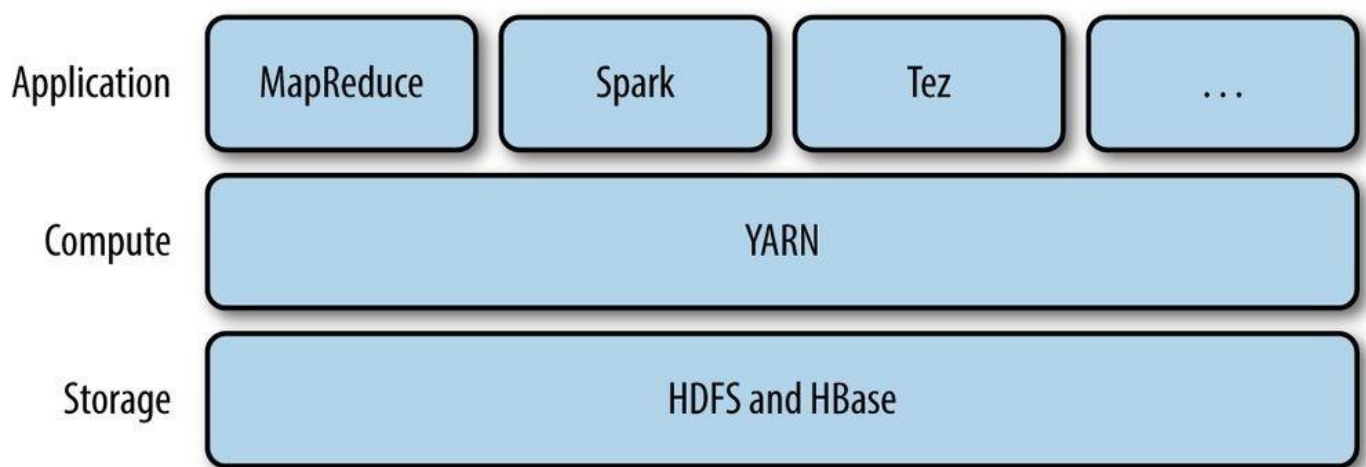 Application MapReduce Spark Tez ...
Compute YARN
Storage HDFS and HBase